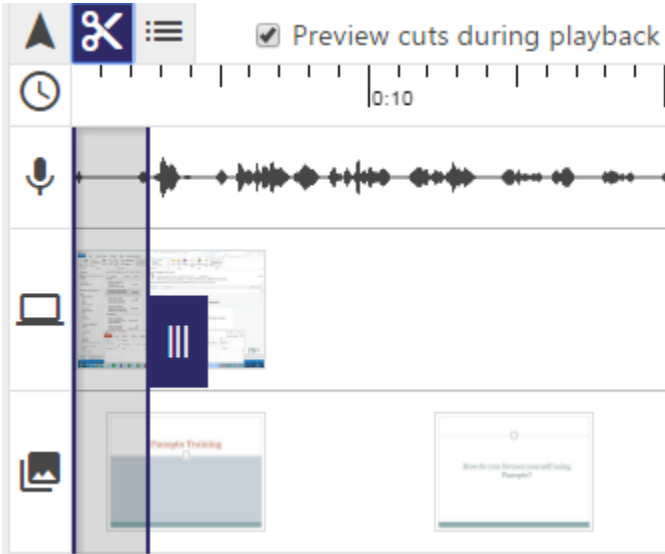 Preview cuts during playback
0:10
Panopto Training
How do you foresee yourself using
Panopto?